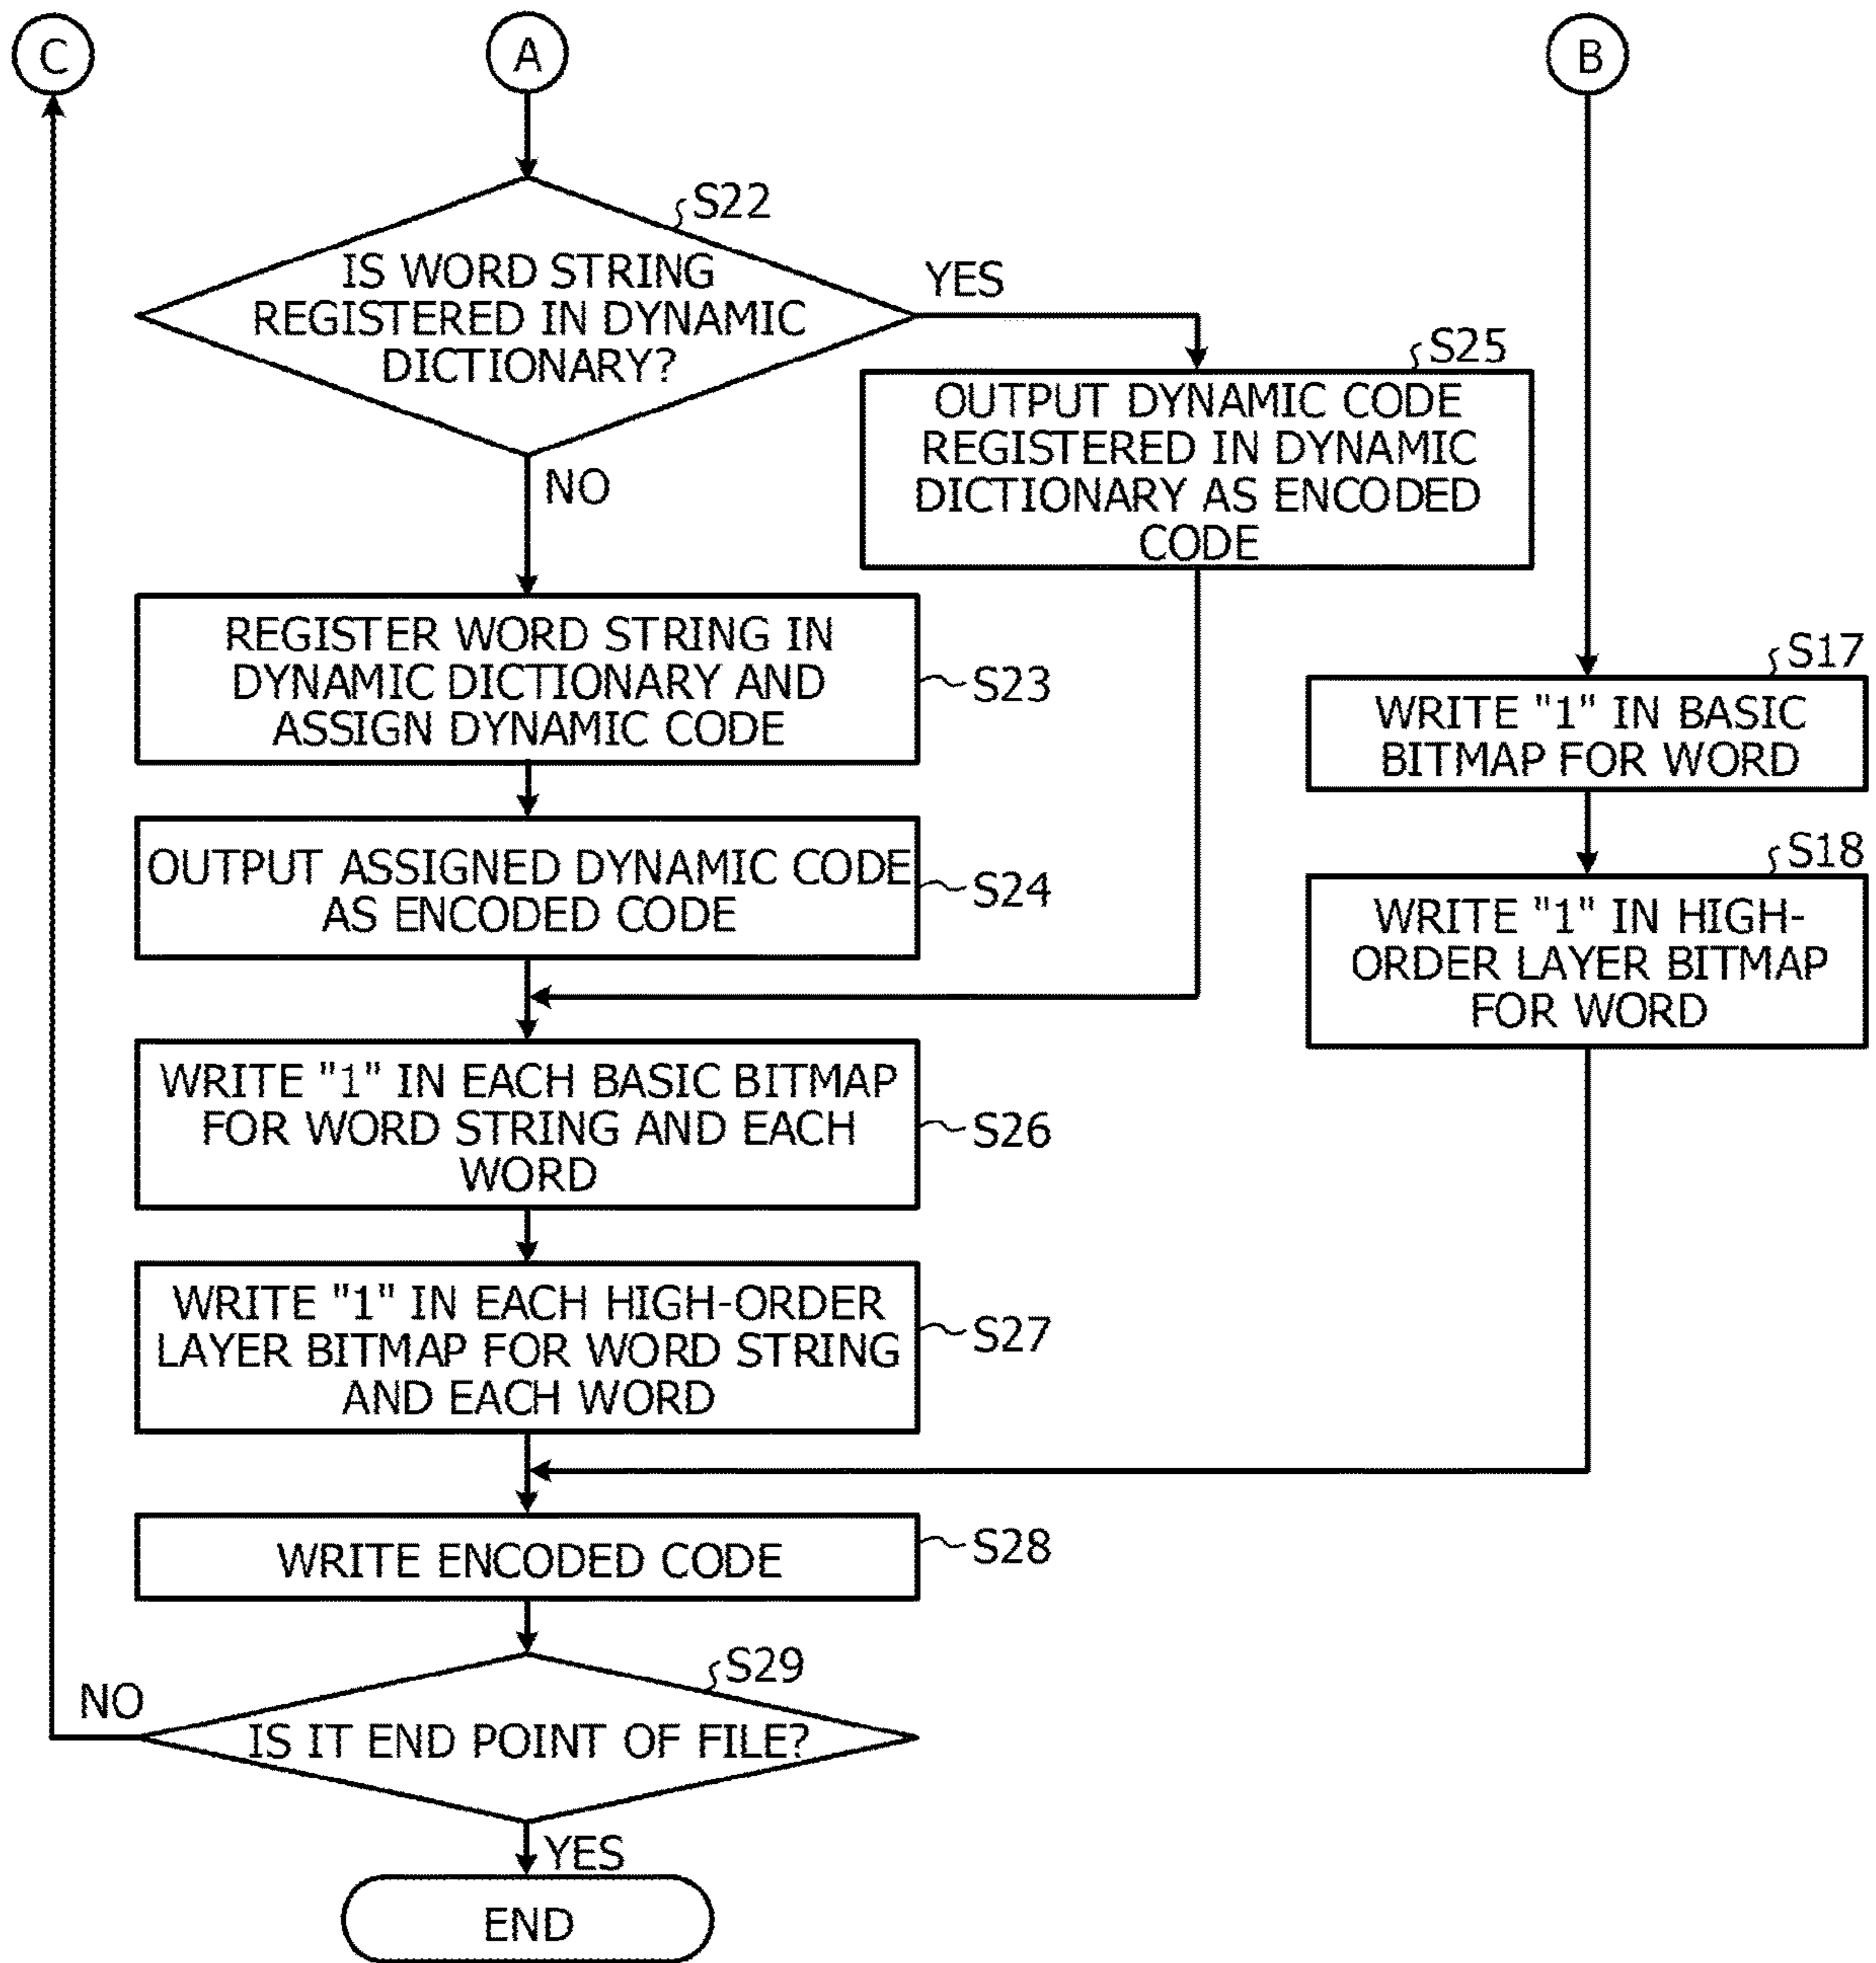 C
A
B
S22
IS WORD STRING
REGISTERED IN DYNAMIC
DICTIONARY?
YES
NO
S25
OUTPUT DYNAMIC CODE
REGISTERED IN DYNAMIC
DICTIONARY AS ENCODED
CODE
REGISTER WORD STRING IN
DYNAMIC DICTIONARY AND
ASSIGN DYNAMIC CODE
S23
S17
WRITE "1" IN BASIC
BITMAP FOR WORD
OUTPUT ASSIGNED DYNAMIC CODE
AS ENCODED CODE
S24
S18
WRITE "1" IN HIGH-
ORDER LAYER BITMAP
FOR WORD
WRITE "1" IN EACH BASIC BITMAP
FOR WORD STRING AND EACH
WORD
S26
WRITE "1" IN EACH HIGH-ORDER
LAYER BITMAP FOR WORD STRING
AND EACH WORD
S27
WRITE ENCODED CODE
S28
S29
NO
IS IT END POINT OF FILE?
YES
END